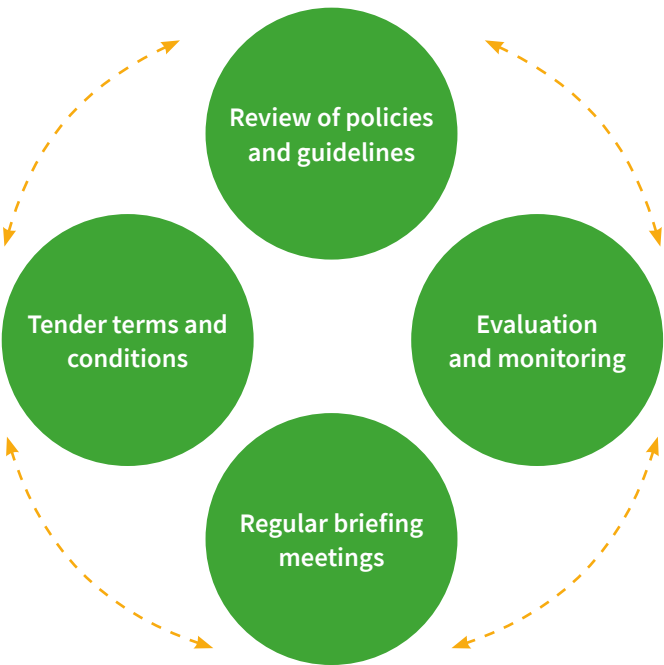 Review of policies
and guidelines
Tender terms and
conditions
Evaluation
and monitoring
Regular briefing
meetings